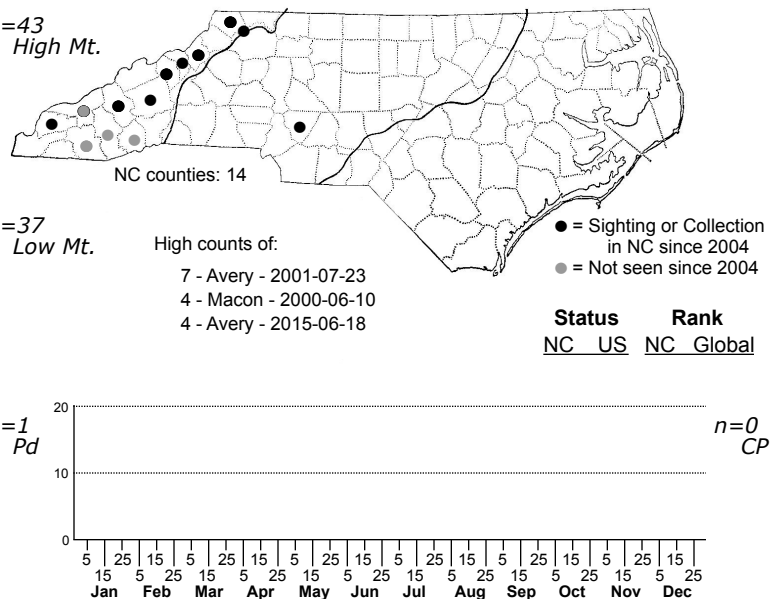 =43
High Mt.
NC counties: 14
=37
Low Mt.
High counts of:
7 - Avery - 2001-07-23
4 - Macon - 2000-06-10
4 - Avery - 2015-06-18
= Sighting or Collection
in NC since 2004
= Not seen since 2004
Status Rank
NC US NC Global
=1
Pd
n=0
CP
20
10
0
5 25 15 5 25 15 5 25 15 5 25 15 5 25 15 5 25 15
15 5 25 15 5 25 15 5 25 15 5 25 15 5 25 15 5 25
Jan Feb Mar Apr May Jun Jul Aug Sep Oct Nov Dec